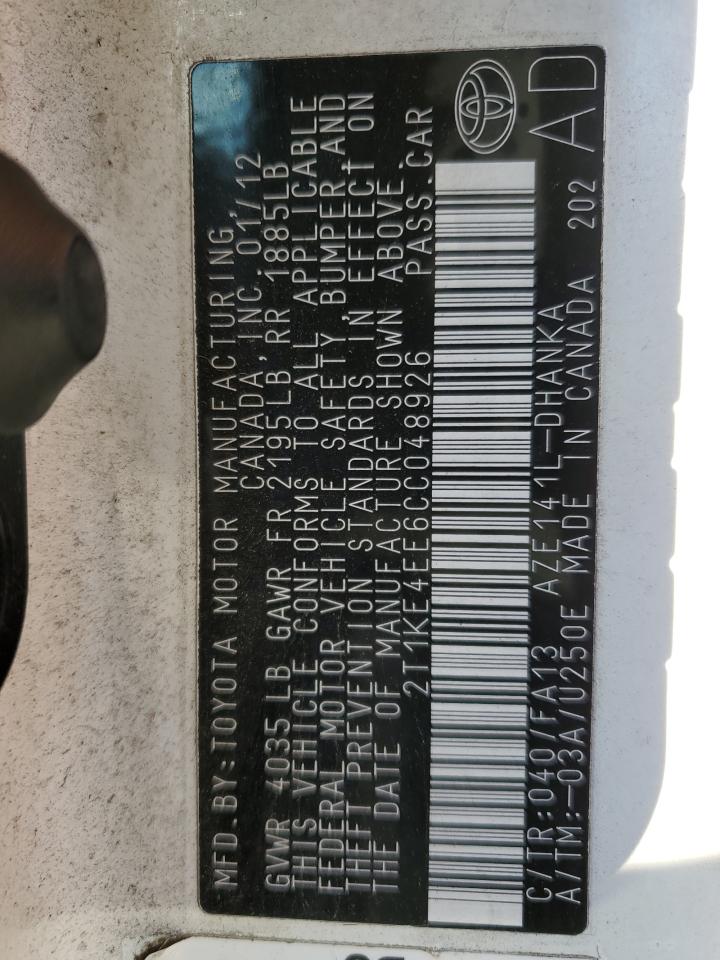 MFD.BY:TOYOTA MOTOR MANUFACTURING
CANADA, INC. 01/12
GVWR 4035LB GAWR FR 2195LB RR 1885LB
THIS VEHICLE CONFORMS TO ALL APPLICABLE
FEDERAL MOTOR VEHICLE SAFETY, BUMPER, AND
THEFT PREVENTION STANDARDS IN EFFECT ON
THE DATE OF MANUFACTURE SHOWN ABOVE.
2T1KE4EE6CC048926 PASS.CAR
C/TR:040/FA13 AZE141L-DHANKA
A/TM:-03A/U250E MADE IN CANADA 202
AD